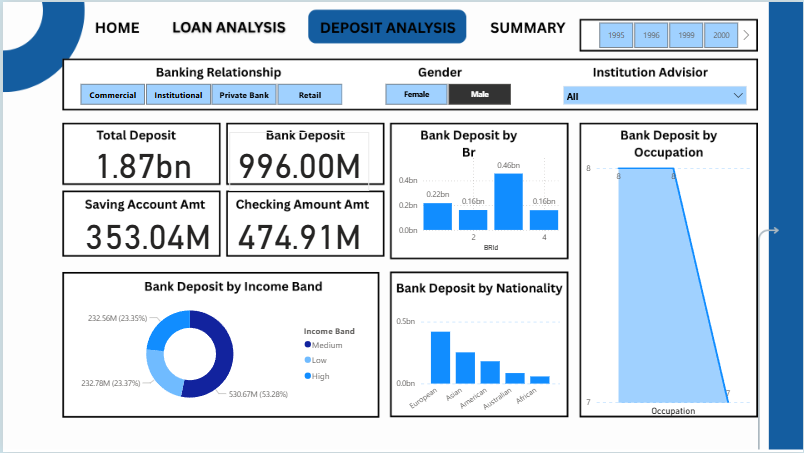 HOME LOAN ANALYSIS DEPOSIT ANALYSIS SUMMARY
1995 1996 1999 2000
Banking Relationship
Commercial Institutional Private Bank Retail
Gender
Female Male
Institution Advisior
All
Total Deposit
1.87bn
Bank Deposit
996.00M
Saving Account Amt
353.04M
Checking Amount Amt
474.91M
Bank Deposit by
Br
0.4bn
0.2bn
0.0bn
0.22bn
0.16bn
0.46bn
0.16bn
2 4
BRId
Bank Deposit by
Occupation
8
7
8
8
7
Occupation
Bank Deposit by Income Band
232.56M (23.35%)
232.78M (23.37%)
530.67M (53.28%)
Income Band
Medium
Low
High
Bank Deposit by Nationality
0.5bn
0.0bn
European
Asian
American
Australian
African